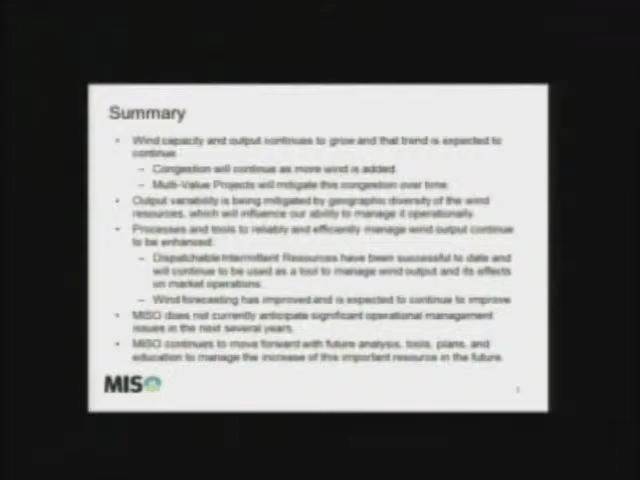 Summary
• Wind capacity and output continues to grow and that trend is expected to
continue
– Congestion will continue as more wind is added
– Multi-Value Projects will mitigate this congestion over time
• Output variability is being mitigated by geographic diversity of the wind
resources, which will influence our ability to manage it operationally.
• Processes and tools to reliably and efficiently manage wind output continue
to be enhanced:
– Dispatchable Intermittent Resources have been successful to date and
will continue to be used as a tool to manage wind output and its effects
on market operations.
– Wind forecasting has improved and is expected to continue to improve
• MISO does not currently anticipate significant operational management
issues in the next several years.
• MISO continues to move forward with future analysis, tools, plans, and
education to manage the increase of this important resource in the future.
MISO